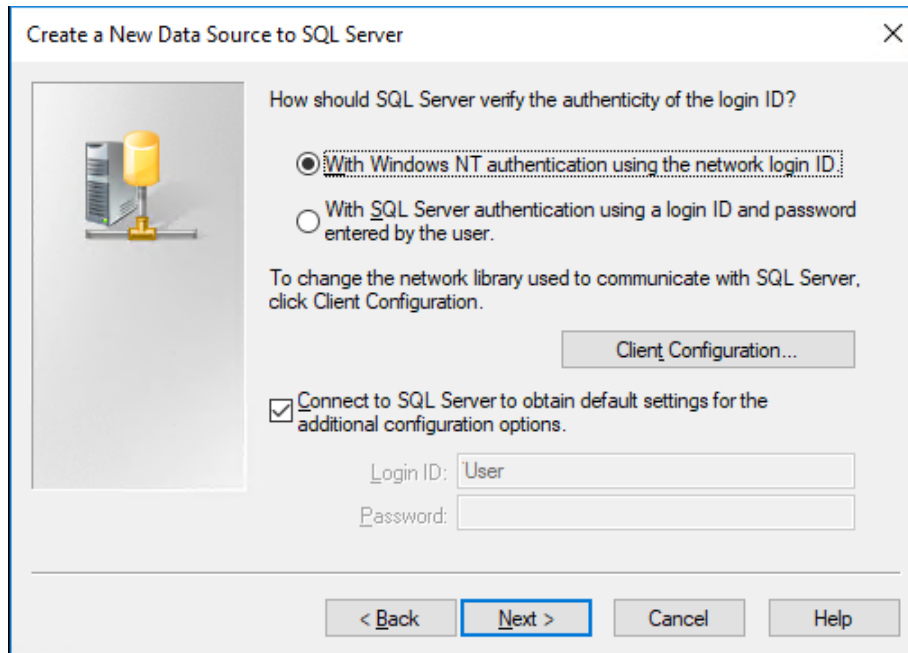 Create a New Data Source to SQL Server
How should SQL Server verify the authenticity of the login ID?
With Windows NT authentication using the network login ID.
With SQL Server authentication using a login ID and password
entered by the user.
To change the network library used to communicate with SQL Server,
click Client Configuration.
Client Configuration...
Connect to SQL Server to obtain default settings for the
additional configuration options.
Login ID: User
Password:
< Back Next > Cancel Help